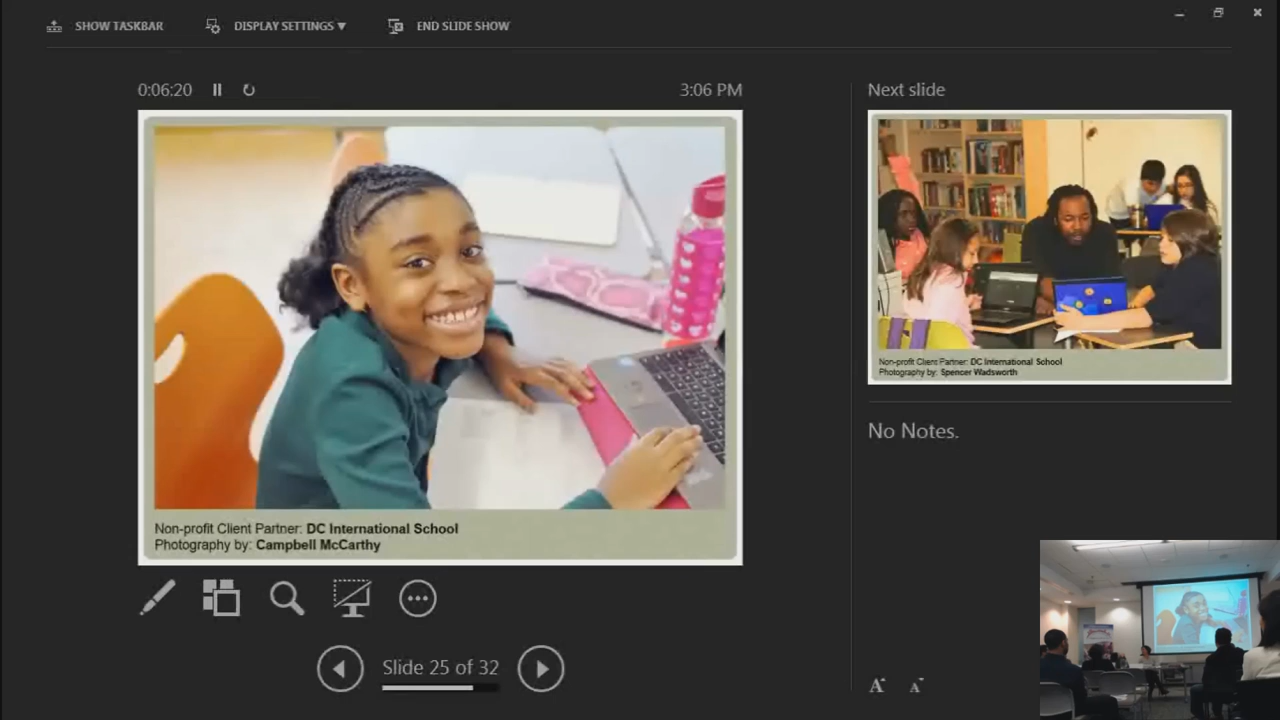 SHOW TASKBAR
DISPLAY SETTINGS ▼
END SLIDE SHOW
0:06:20
3:06 PM
Next slide
Non-profit Client Partner: DC International School
Photography by: Campbell McCarthy
Non-profit Client Partner: DC International School
Photography by: Spencer Wadsworth
No Notes.
Slide 25 of 32
A A